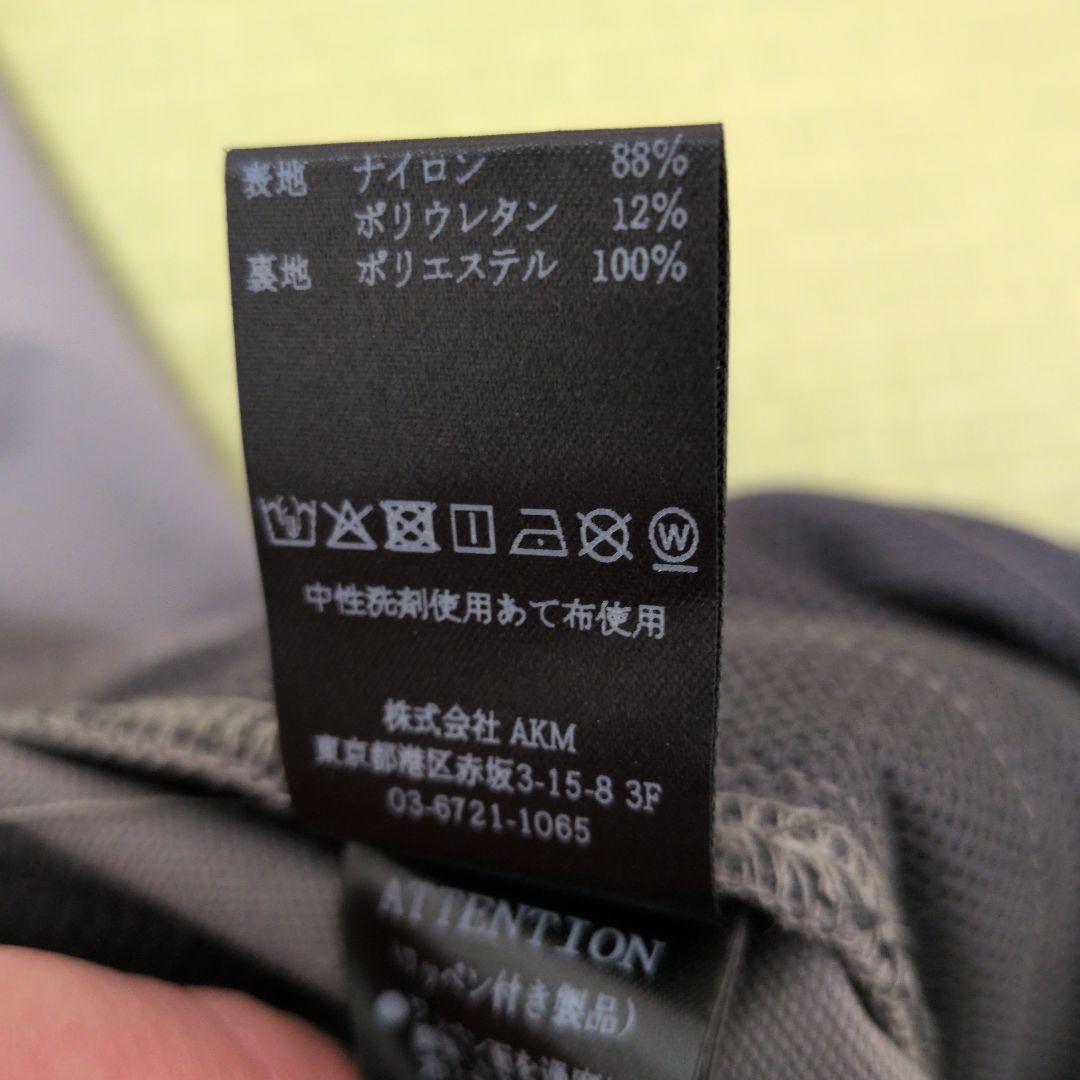 表地 ナイロン 88%
ポリウレタン 12%
裏地 ポリエステル 100%
W
中性洗剤使用あて布使用
株式会社 AKM
東京都港区赤坂3-15-8 3F
03-6721-1065
ATTENTION
ッペン付き製品)